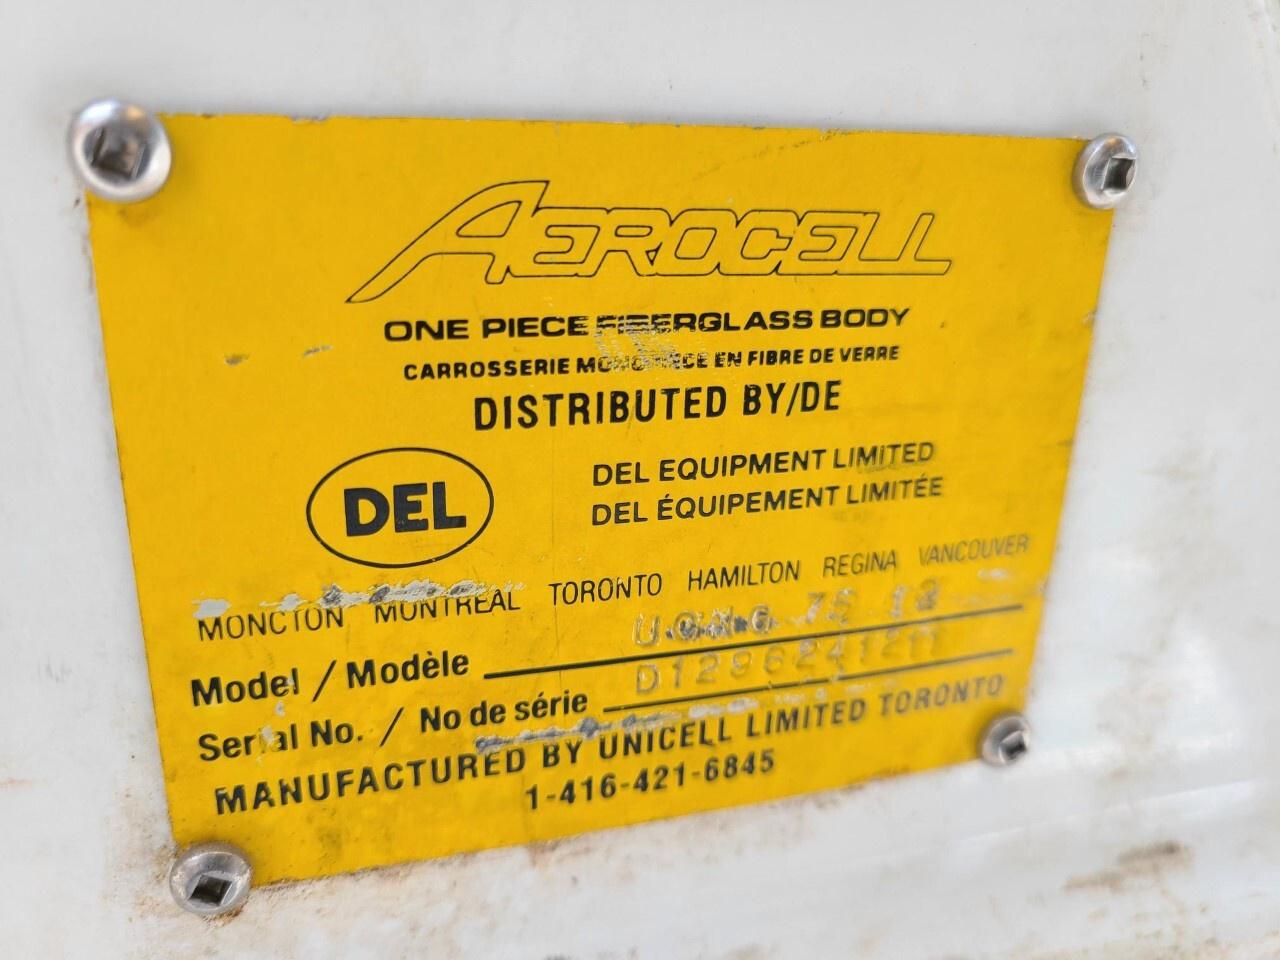 AEROCELL
ONE PIECE FIBERGLASS BODY
CARROSSERIE MONOPIECE EN FIBRE DE VERRE
DISTRIBUTED BY/DE
DEL
DEL EQUIPMENT LIMITED
DEL ÉQUIPEMENT LIMITÉE
MONCTON MONTREAL TORONTO HAMILTON REGINA VANCOUVER
Model / Modèle
Serial No. / No de série
MANUFACTURED BY UNICELL LIMITED TORONTO
1-416-421-6845